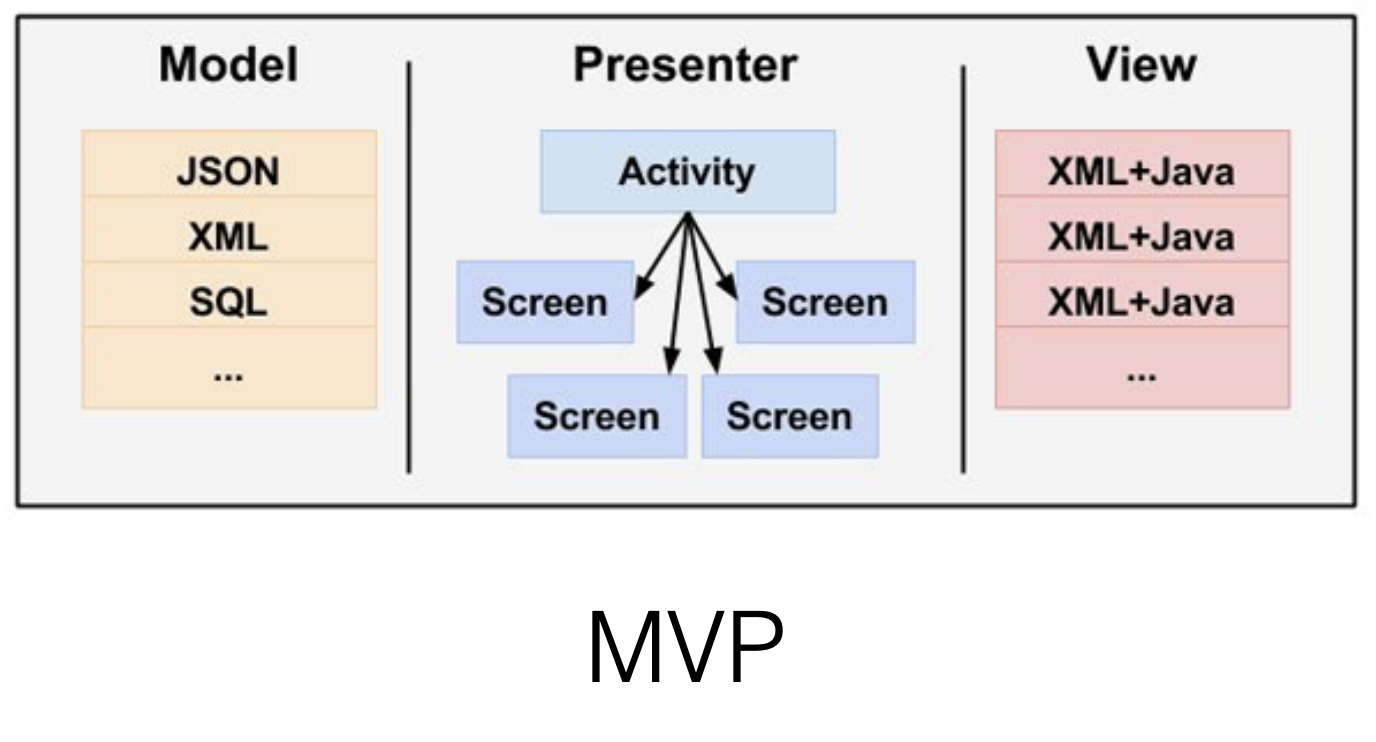 Model
JSON
XML
SQL
...
Presenter
Activity
Screen
Screen
Screen
Screen
View
XML+Java
XML+Java
XML+Java
...
MVP